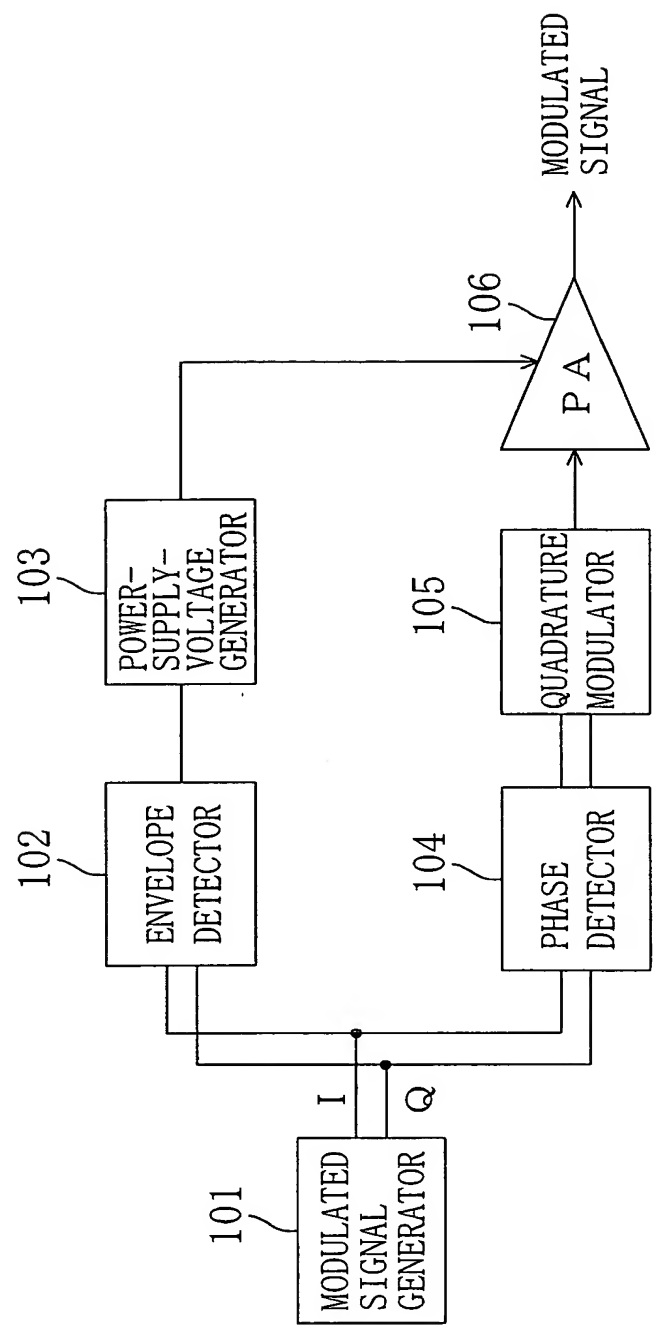 101
MODULATED
SIGNAL
GENERATOR
I
Q
102
ENVELOPE
DETECTOR
103
POWER-
SUPPLY-
VOLTAGE
GENERATOR
104
PHASE
DETECTOR
105
QUADRATURE
MODULATOR
106
PA
MODULATED
SIGNAL